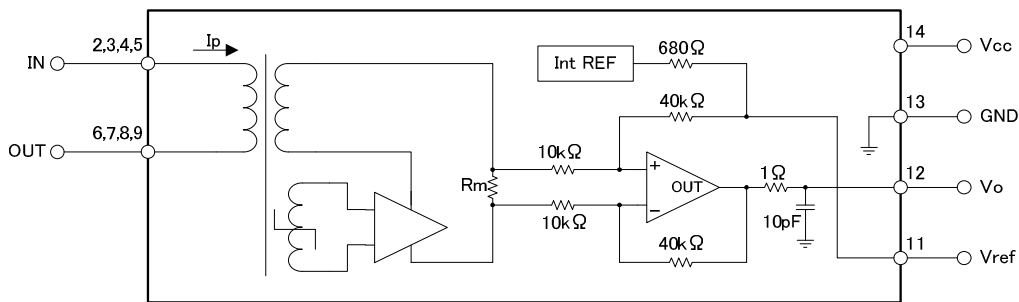 Ip
2,3,4,5
IN
6,7,8,9
OUT
Int REF
680Ω
40kΩ
10kΩ
Rm
10kΩ
+
OUT
−
40kΩ
1Ω
10pF
14
Vcc
13
GND
12
Vo
11
Vref